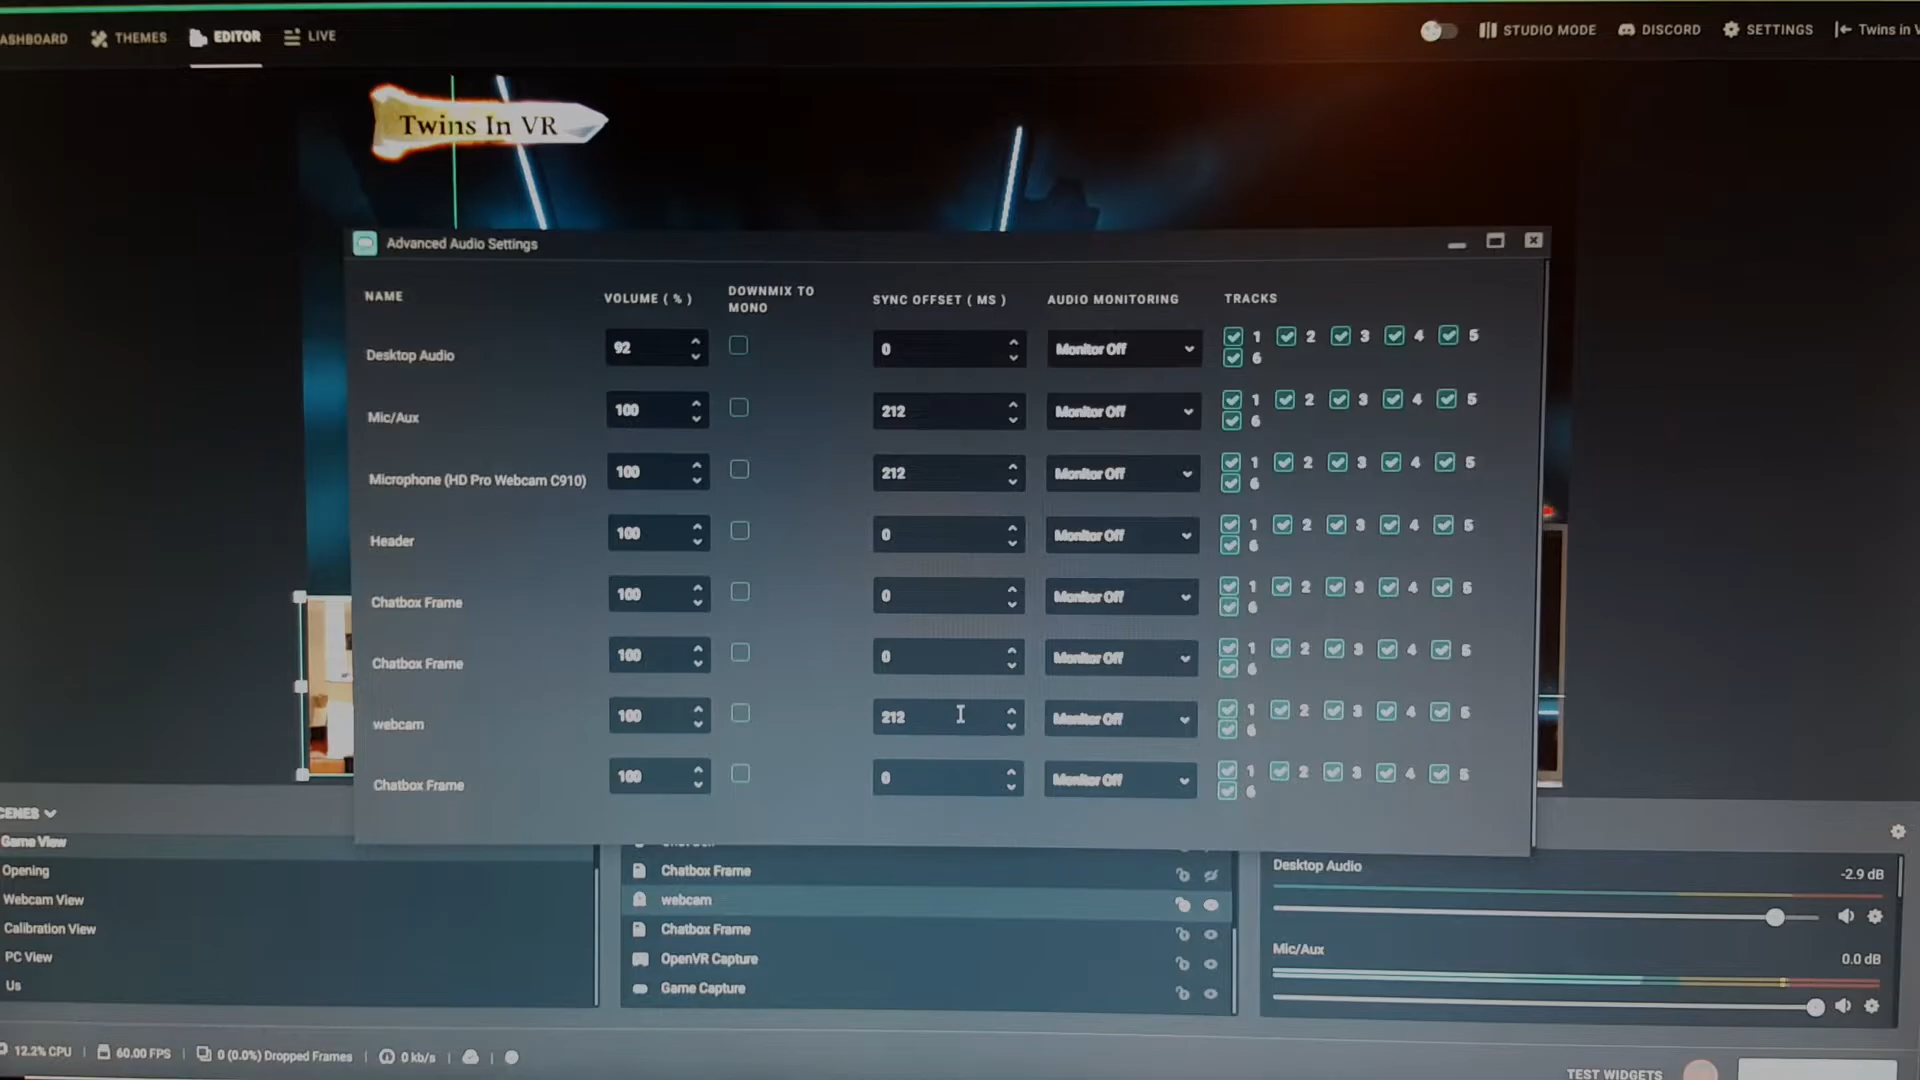 ASHBOARD THEMES EDITOR LIVE STUDIO MODE DISCORD SETTINGS Twins in V
Twins In VR
Advanced Audio Settings
NAME VOLUME ( % ) DOWNMIX TO MONO SYNC OFFSET ( MS ) AUDIO MONITORING TRACKS
Desktop Audio 92 0 Monitor Off 1 2 3 4 5
6
Mic/Aux 100 212 Monitor Off 1 2 3 4 5
6
Microphone (HD Pro Webcam C910) 100 212 Monitor Off 1 2 3 4 5
6
Header 100 0 Monitor Off 1 2 3 4 5
6
Chatbox Frame 100 0 Monitor Off 1 2 3 4 5
6
Chatbox Frame 100 0 Monitor Off 1 2 3 4 5
6
webcam 100 212 Monitor Off 1 2 3 4 5
6
Chatbox Frame 100 0 Monitor Off 1 2 3 4 5
6
CENES
Game View
Opening
Webcam View
Calibration View
PC View
Us
Chatbox Frame
webcam
Chatbox Frame
OpenVR Capture
Game Capture
Desktop Audio -2.9 dB
Mic/Aux 0.0 dB
12.2% CPU 60.00 FPS 0 (0.0%) Dropped Frames 0 kb/s
TEST WIDGETS